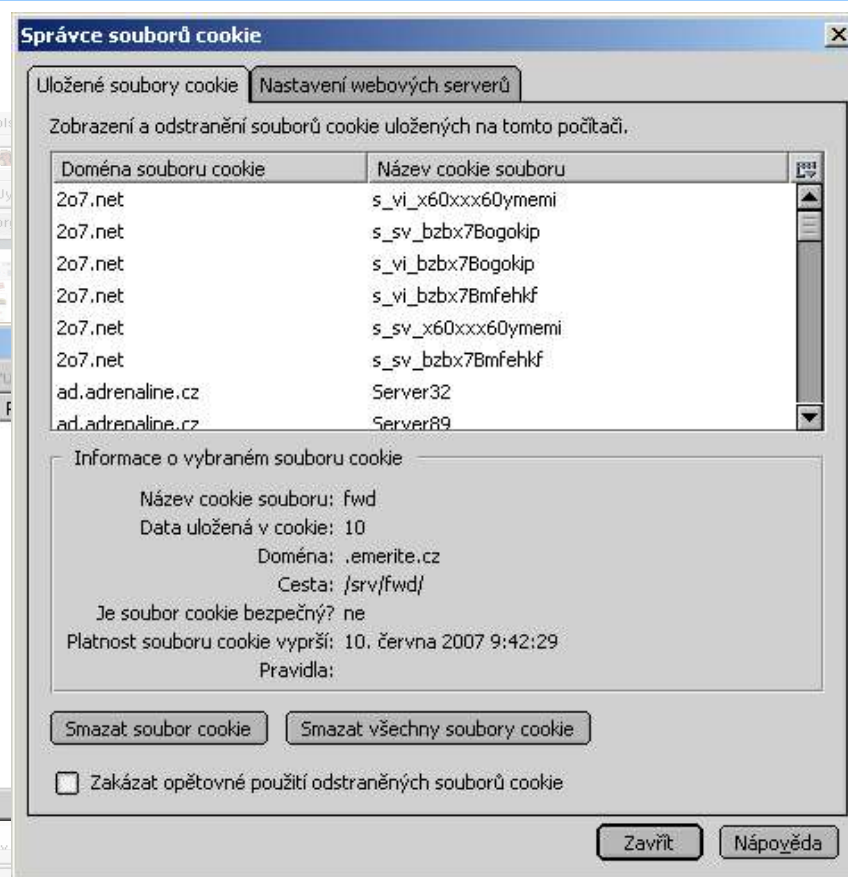 Správce souborů cookie
Uložené soubory cookie Nastavení webových serverů
Zobrazení a odstranění souborů cookie uložených na tomto počítači.
Doména souboru cookie Název cookie souboru
2o7.net s_vi_x60xxx60ymemi
2o7.net s_sv_bzbx7Bogokip
2o7.net s_vi_bzbx7Bogokip
2o7.net s_vi_bzbx7Bmfehkf
2o7.net s_sv_x60xxx60ymemi
2o7.net s_sv_bzbx7Bmfehkf
ad.adrenaline.cz Server32
ad.adrenaline.cz Server89
Informace o vybraném souboru cookie
Název cookie souboru: fwd
Data uložená v cookie: 10
Doména: .emerite.cz
Cesta: /srv/fwd/
Je soubor cookie bezpečný? ne
Platnost souboru cookie vyprší: 10. června 2007 9:42:29
Pravidla:
Smazat soubor cookie Smazat všechny soubory cookie
Zakázat opětovné použití odstraněných souborů cookie
Zavřít Nápověda